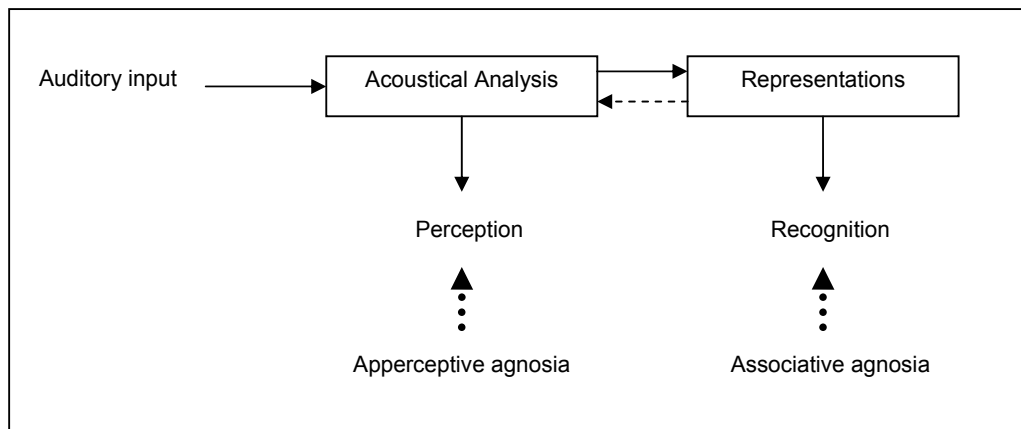 Auditory input
Acoustical Analysis
Representations
Perception
Recognition
Apperceptive agnosia
Associative agnosia